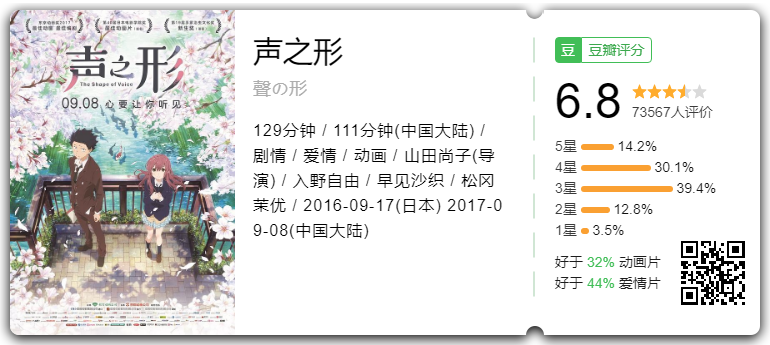 声之形
The Shape of Voice
09.08 心要让你听见
声之形
聲の形
129分钟 / 111分钟(中国大陆) /
剧情 / 爱情 / 动画 / 山田尚子(导
演) / 入野自由 / 早见沙织 / 松冈
茉优 / 2016-09-17(日本) 2017-0
9-08(中国大陆)
豆 豆瓣评分
6.8
73567人评价
5星 14.2%
4星 30.1%
3星 39.4%
2星 12.8%
1星 3.5%
好于 32% 动画片
好于 44% 爱情片